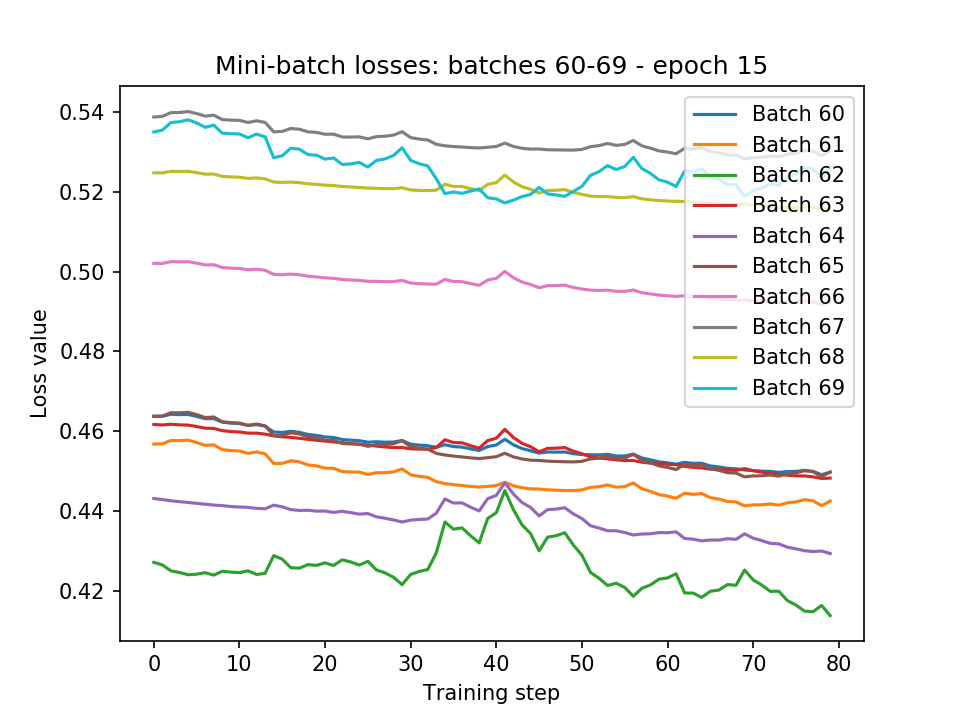 Mini-batch losses: batches 60-69 - epoch 15
0.54
0.52
0.50
0.48
0.46
0.44
0.42
Loss value
0
10
20
30
40
50
60
70
80
Training step
Batch 60
Batch 61
Batch 62
Batch 63
Batch 64
Batch 65
Batch 66
Batch 67
Batch 68
Batch 69